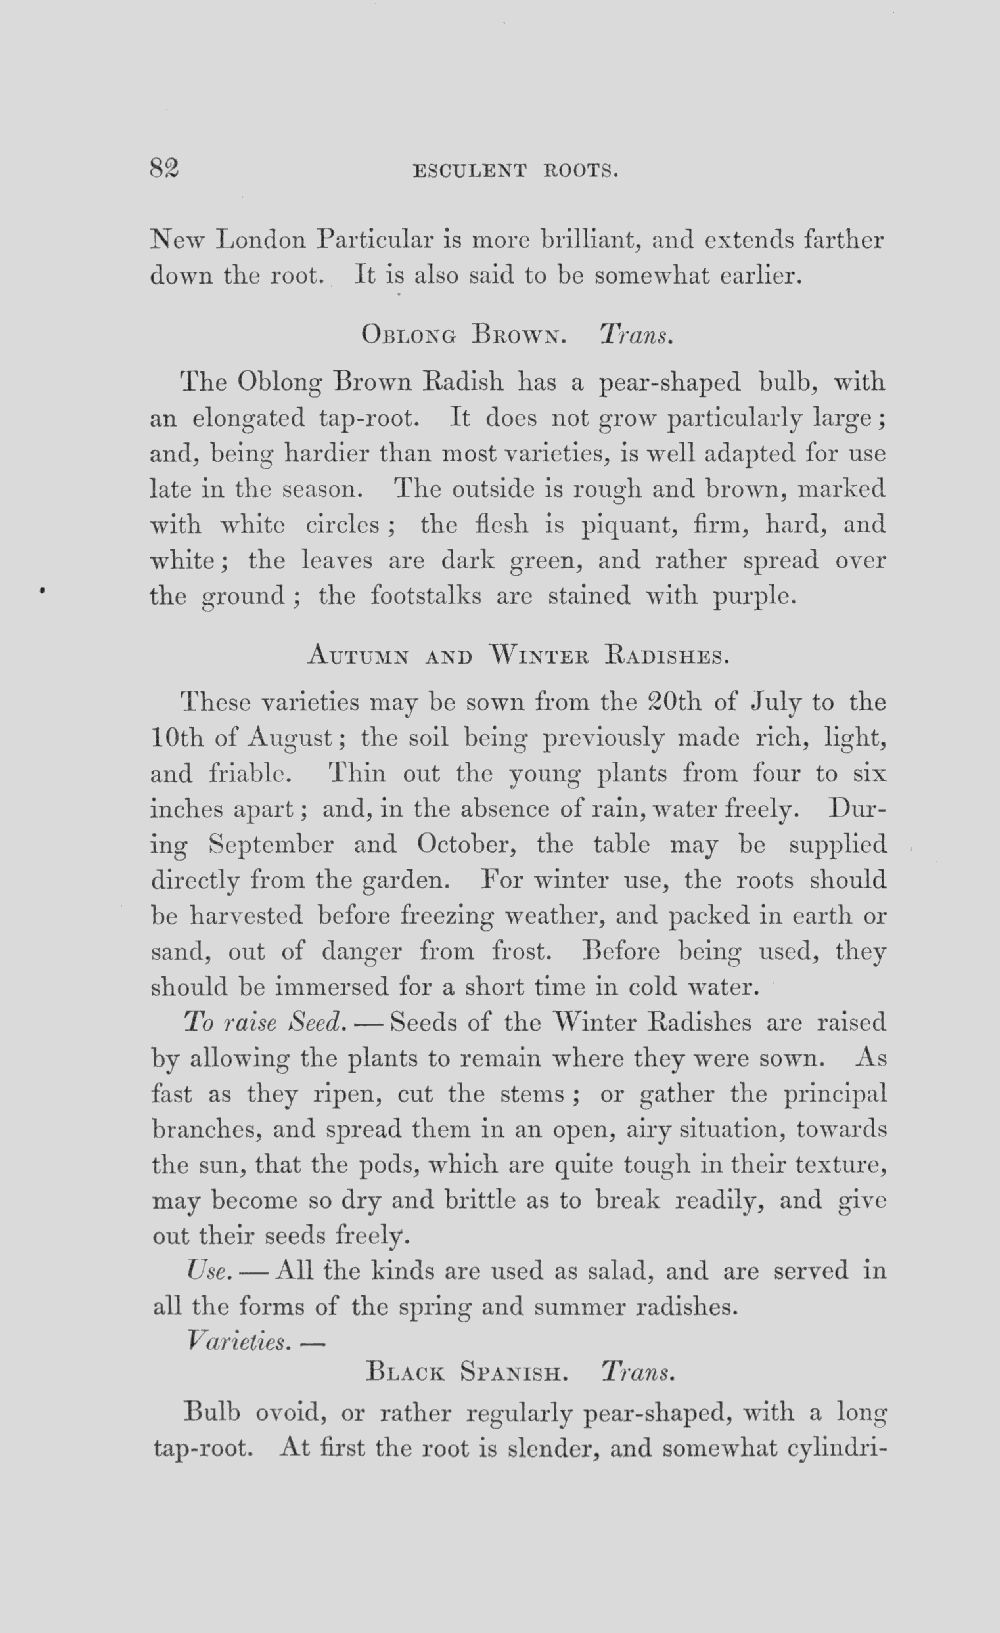 82 ESCULENT ROOTS.
New London Particular is more brilliant, and extends farther
down the root. It is also said to be somewhat earlier.
OBLONG BROWN. Trans.
The Oblong Brown Radish has a pear-shaped bulb, with
an elongated tap-root. It does not grow particularly large;
and, being hardier than most varieties, is well adapted for use
late in the season. The outside is rough and brown, marked
with white circles; the flesh is piquant, firm, hard, and
white; the leaves are dark green, and rather spread over
the ground; the footstalks are stained with purple.
AUTUMN AND WINTER RADISHES.
These varieties may be sown from the 20th of July to the
10th of August; the soil being previously made rich, light,
and friable. Thin out the young plants from four to six
inches apart; and, in the absence of rain, water freely. Dur-
ing September and October, the table may be supplied
directly from the garden. For winter use, the roots should
be harvested before freezing weather, and packed in earth or
sand, out of danger from frost. Before being used, they
should be immersed for a short time in cold water.
To raise Seed. — Seeds of the Winter Radishes are raised
by allowing the plants to remain where they were sown. As
fast as they ripen, cut the stems; or gather the principal
branches, and spread them in an open, airy situation, towards
the sun, that the pods, which are quite tough in their texture,
may become so dry and brittle as to break readily, and give
out their seeds freely.
Use. — All the kinds are used as salad, and are served in
all the forms of the spring and summer radishes.
Varieties. —
BLACK SPANISH. Trans.
Bulb ovoid, or rather regularly pear-shaped, with a long
tap-root. At first the root is slender, and somewhat cylindri-